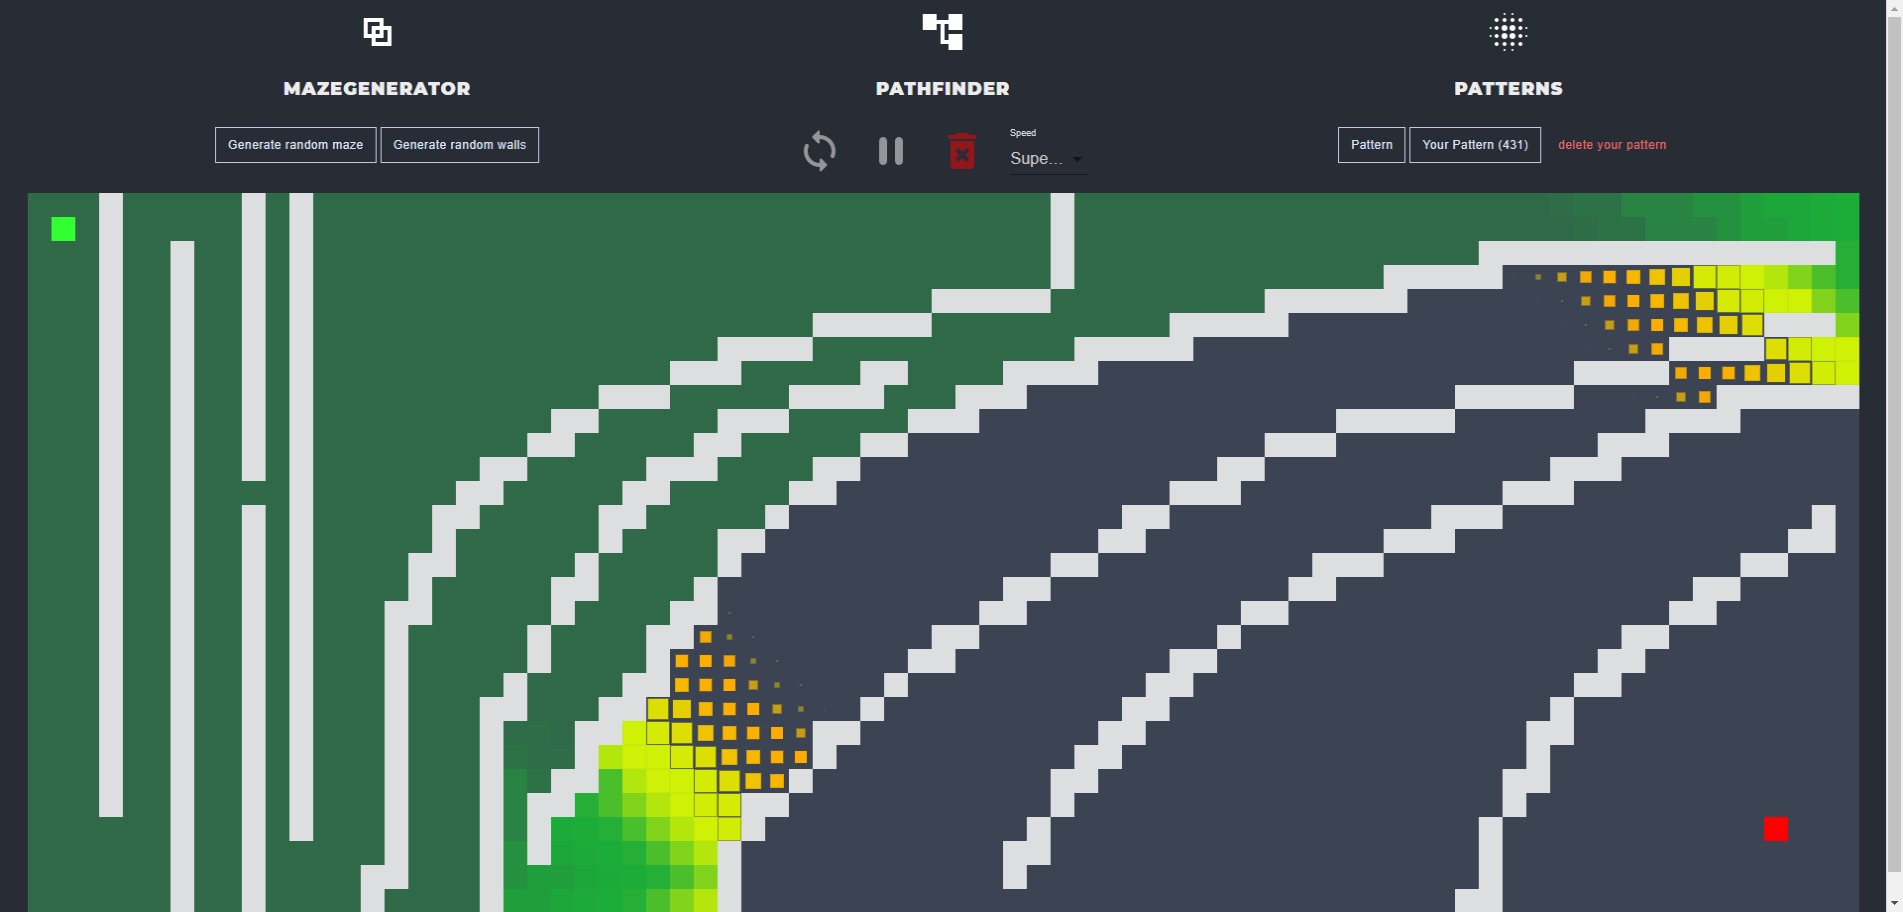 MAZEGENERATOR
Generate random maze
Generate random walls
PATHFINDER
Speed
Supe...
PATTERNS
Pattern
Your Pattern (431)
delete your pattern